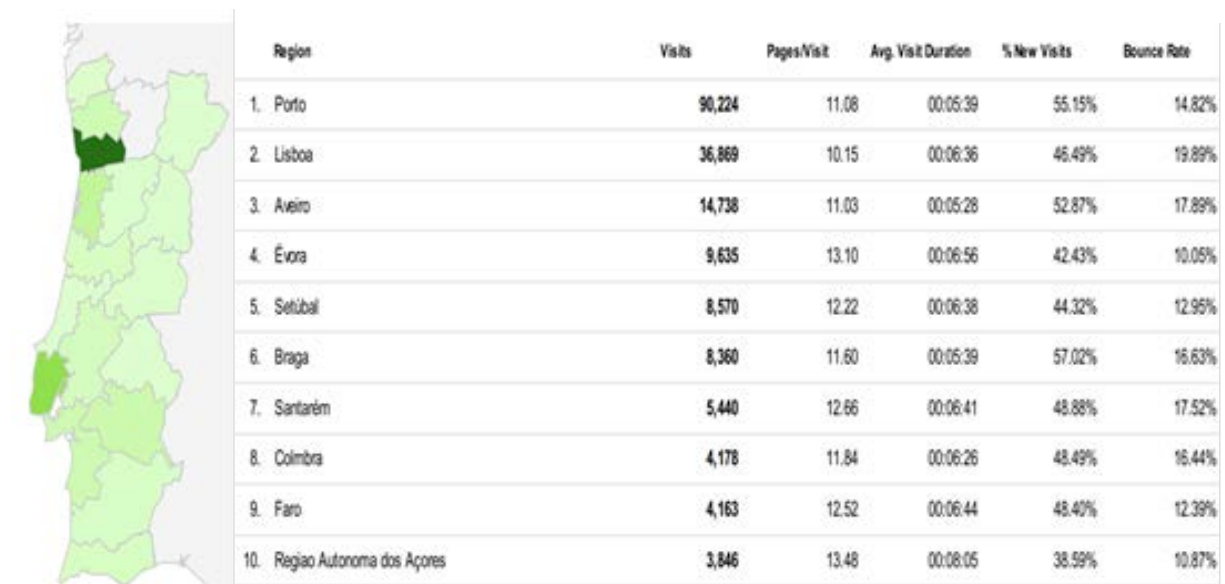 Region Visits Pages/Visit Avg. Visit Duration % New Visits Bounce Rate
1. Porto 90,224 11.08 00:05:39 55.15% 14.82%
2. Lisboa 36,869 10.15 00:06:36 46.49% 19.89%
3. Aveiro 14,738 11.03 00:05:28 52.87% 17.89%
4. Évora 9,635 13.10 00:06:56 42.43% 10.05%
5. Setúbal 8,570 12.22 00:06:38 44.32% 12.95%
6. Braga 8,360 11.60 00:05:39 57.02% 16.63%
7. Santarém 5,440 12.66 00:06:41 48.88% 17.52%
8. Coimbra 4,178 11.84 00:06:26 48.49% 16.44%
9. Faro 4,163 12.52 00:06:44 48.40% 12.39%
10. Regiao Autonoma dos Açores 3,846 13.48 00:08:05 38.59% 10.87%